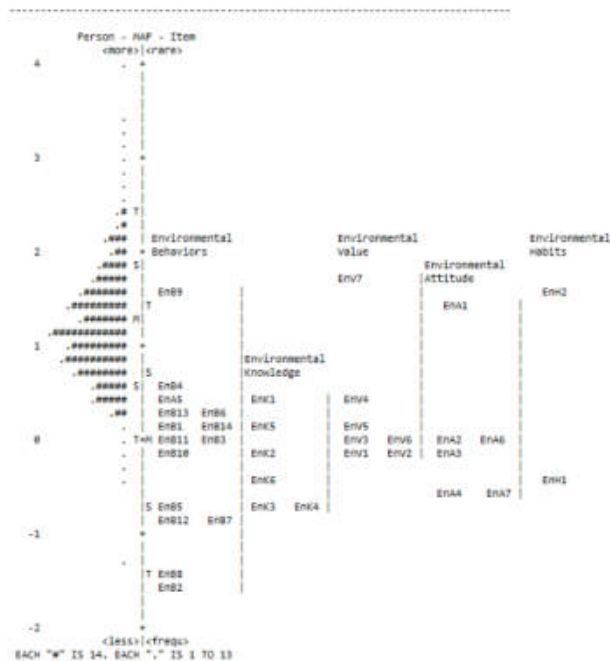 --------------------------------------------------------------------------------
Person - MAP - Item
<more>|<rare>
4 . +
|
|
|
|
. |
. |
. |
3 . +
. |
. |
. |
.# T|
.# |
.### | Environmental Environmental Environmental
2 .## + Behaviors Value Habits
.#### S| Environmental
.##### | EnV7 |Attitude
.####### | EnB9 | | EnH2
.######### |T | | EnA1 |
.####### M| | | |
.############ | | | |
1 .######### + | | |
.########## | |Environmental | |
.######## |S |Knowledge | |
.##### S| EnB4 | | |
.##### | EnA5 | EnK1 | EnV4 | |
.## | EnB13 EnB6 | | | |
. | EnB1 EnB14 | EnK5 | EnV5 | |
0 . T+M EnB11 EnB3 | | EnV3 EnV6 | EnA2 EnA6 |
. | EnB10 | EnK2 | EnV1 EnV2 | EnA3 |
. | | | |
. | | EnK6 | | EnH1
| | | EnA4 EnA7 |
|S EnB5 | EnK3 EnK4 |
| EnB12 EnB7 |
-1 + |
| |
| |
. | |
|T EnB8 |
| EnB2 |
|
|
|
-2 +
<less>|<frequ>
EACH "#" IS 14. EACH "." IS 1 TO 13